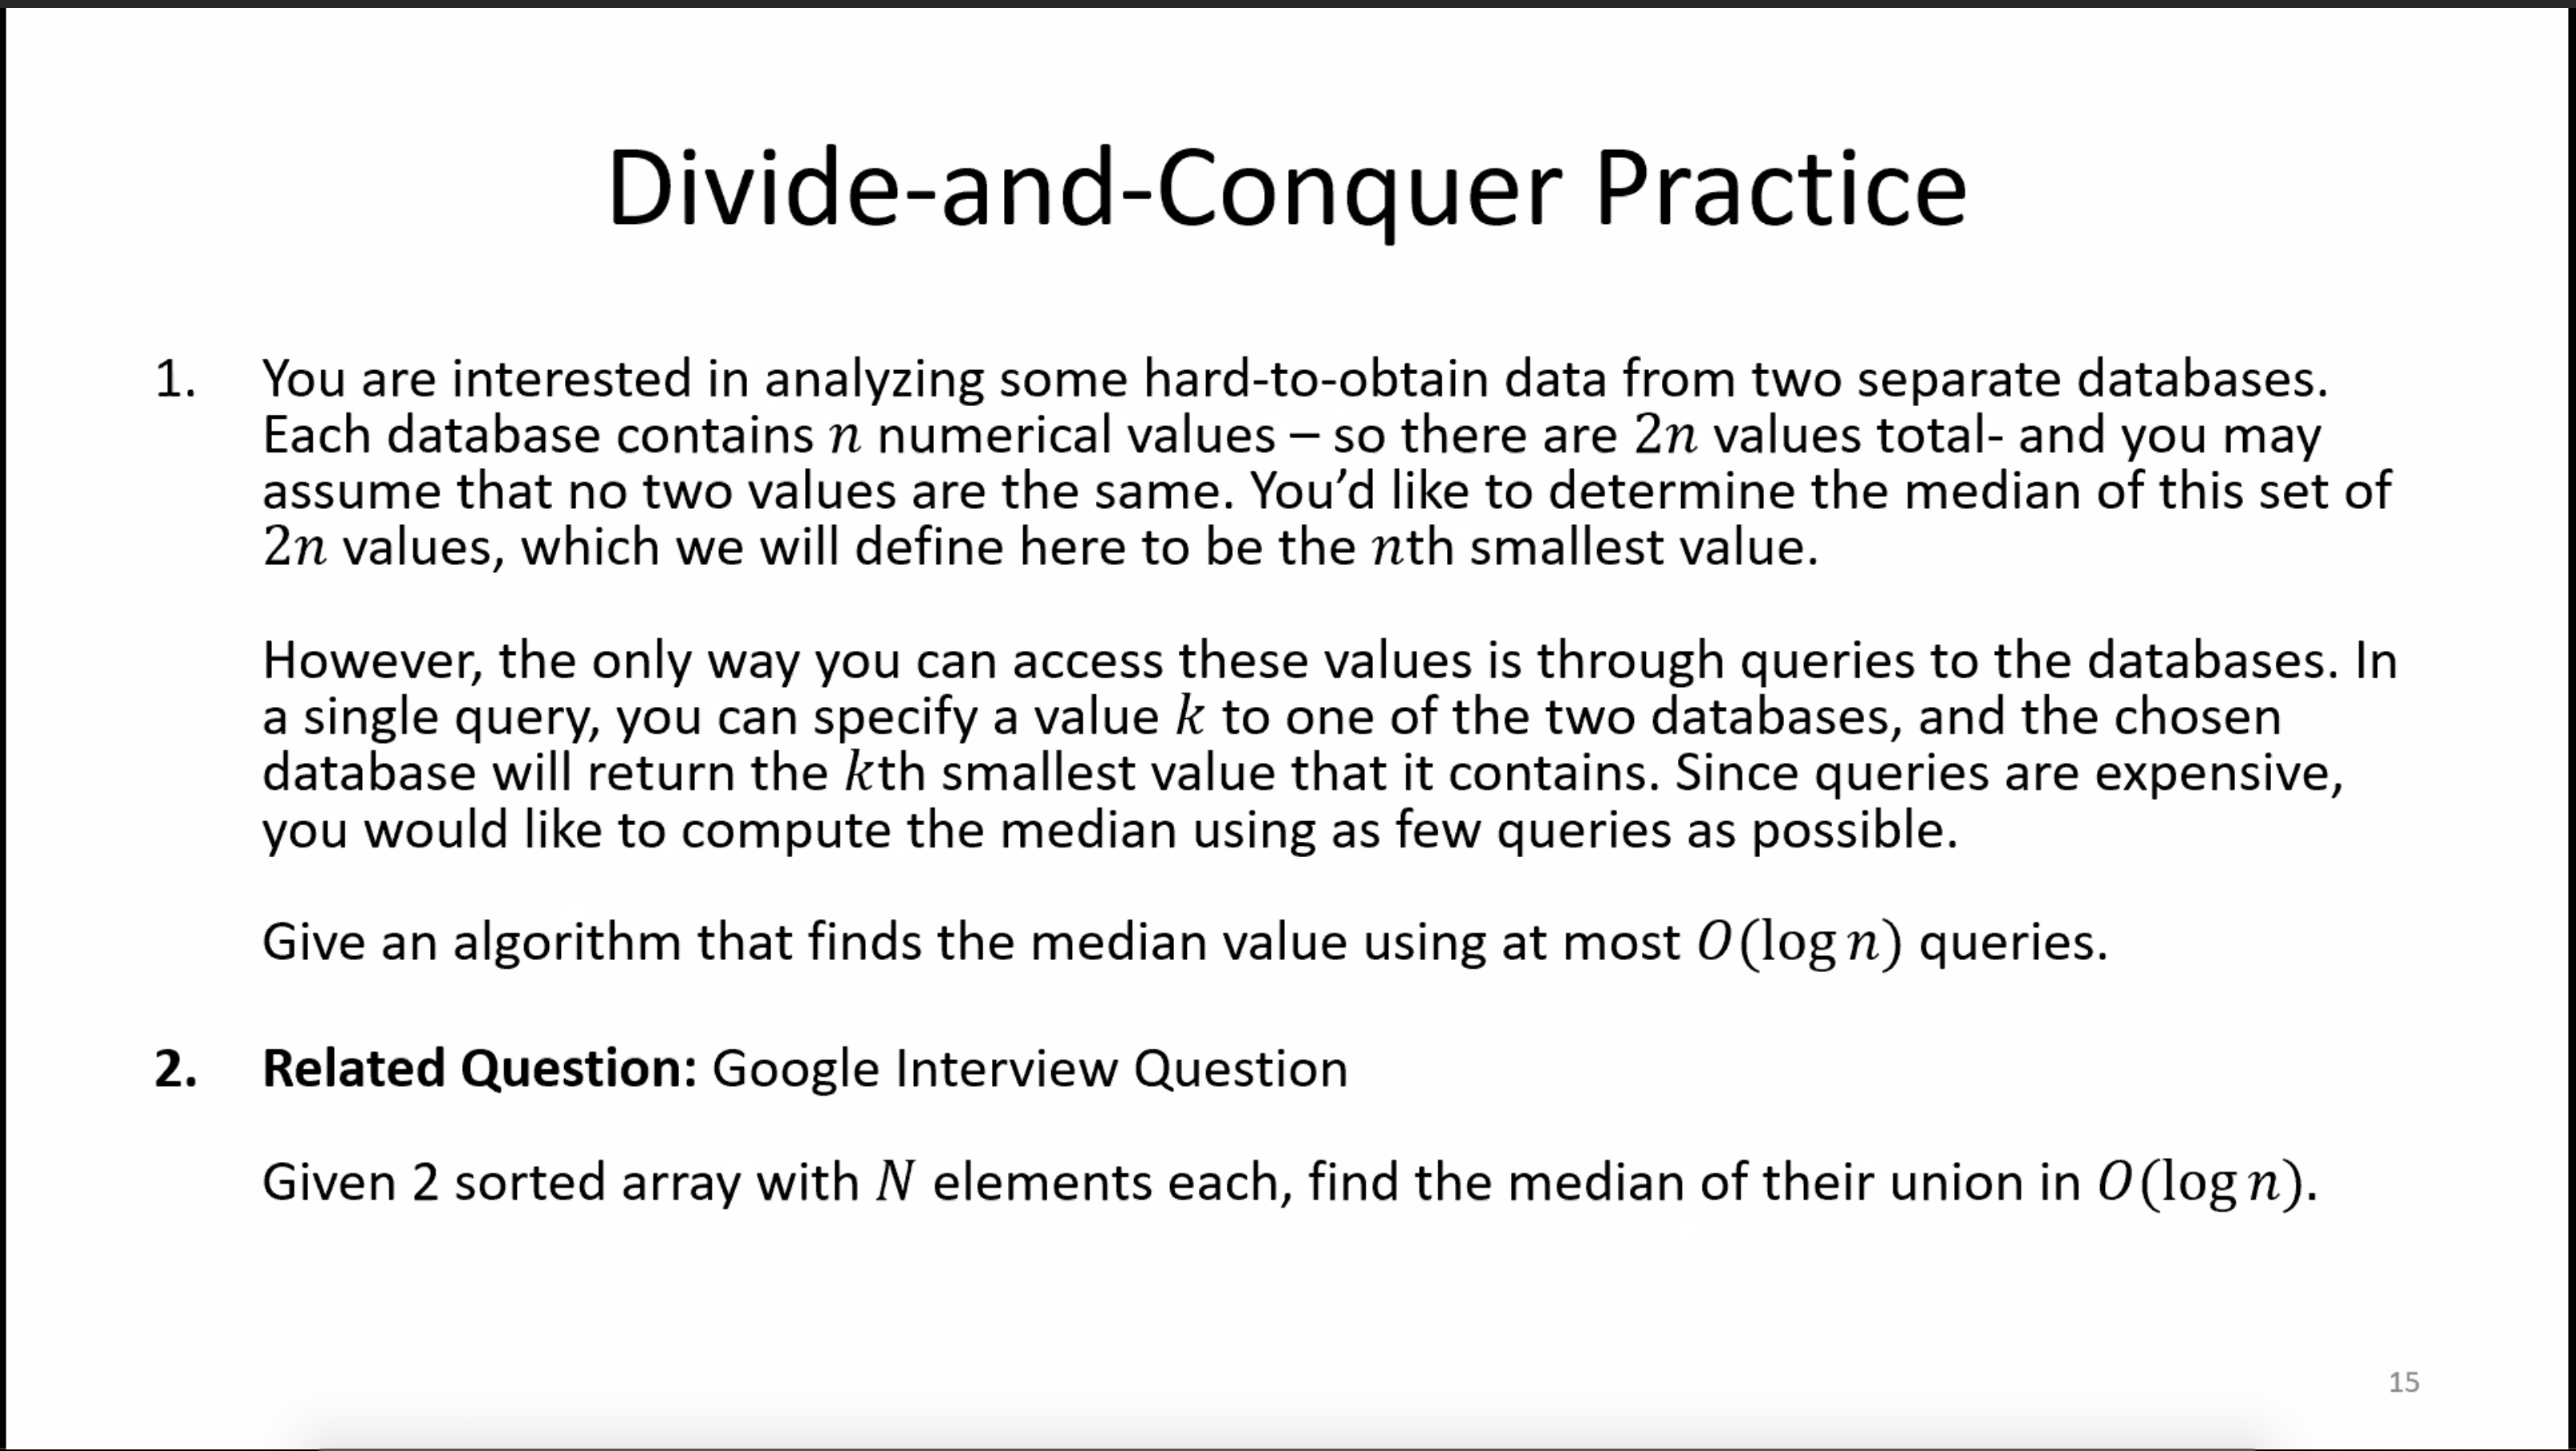 Divide-and-Conquer Practice
1. You are interested in analyzing some hard-to-obtain data from two separate databases.
Each database contains n numerical values – so there are 2n values total- and you may
assume that no two values are the same. You’d like to determine the median of this set of
2n values, which we will define here to be the nth smallest value.
However, the only way you can access these values is through queries to the databases. In
a single query, you can specify a value k to one of the two databases, and the chosen
database will return the kth smallest value that it contains. Since queries are expensive,
you would like to compute the median using as few queries as possible.
Give an algorithm that finds the median value using at most O(log n) queries.
2. Related Question: Google Interview Question
Given 2 sorted array with N elements each, find the median of their union in O(log n).
15